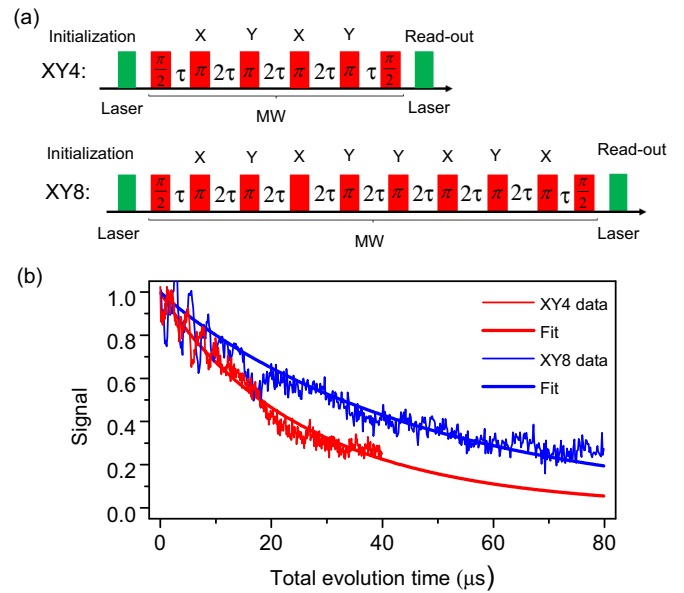 (a)
X Y X Y
Initialization Read-out
XY4: π/2 τ π 2τ π 2τ π 2τ π τ π/2
Laser MW Laser
Initialization X Y X Y Y X Y X Read-out
XY8: π/2 τ π 2τ π 2τ 2τ π 2τ π 2τ π 2τ π 2τ π τ π/2
Laser MW Laser
(b)
XY4 data
Fit
XY8 data
Fit
Signal
1.0
0.8
0.6
0.4
0.2
0.0
0 20 40 60 80
Total evolution time (μs)